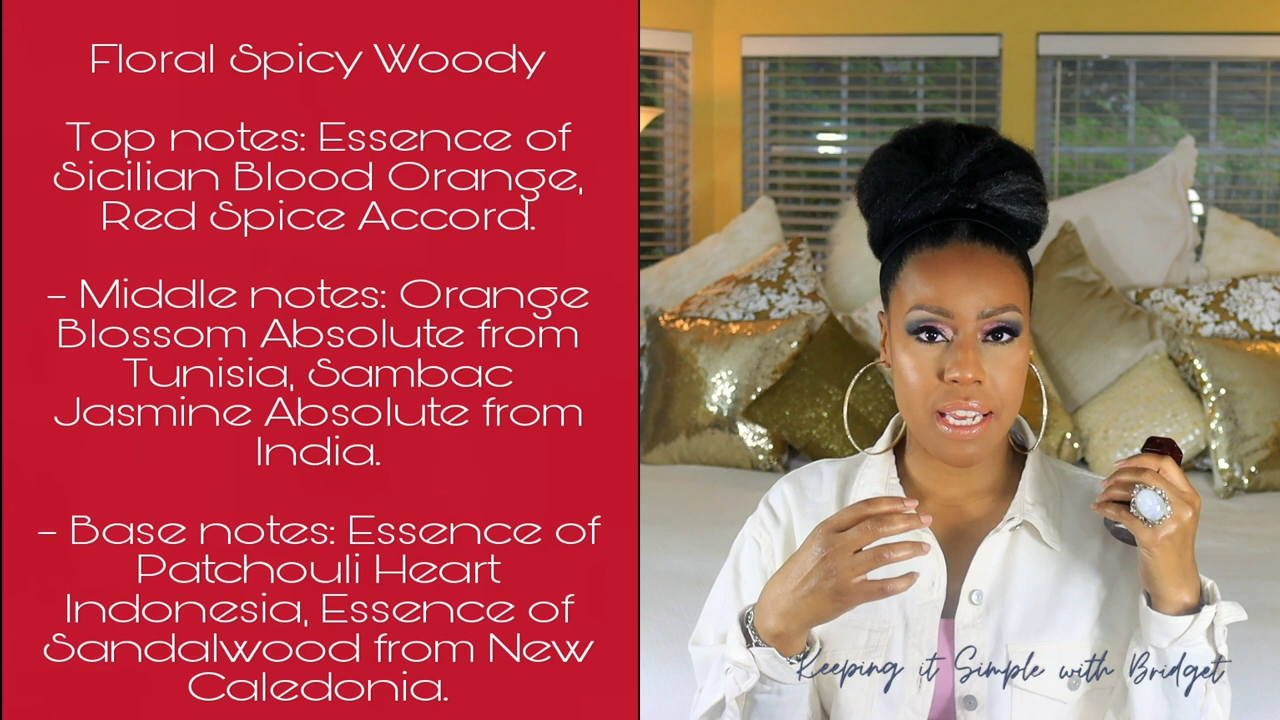 Floral Spicy Woody
Top notes: Essence of
Sicilian Blood Orange,
Red Spice Accord.
- Middle notes: Orange
Blossom Absolute from
Tunisia, Sambac
Jasmine Absolute from
India.
- Base notes: Essence of
Patchouli Heart
Indonesia, Essence of
Sandalwood from New
Caledonia.
Keeping it Simple with Bridget